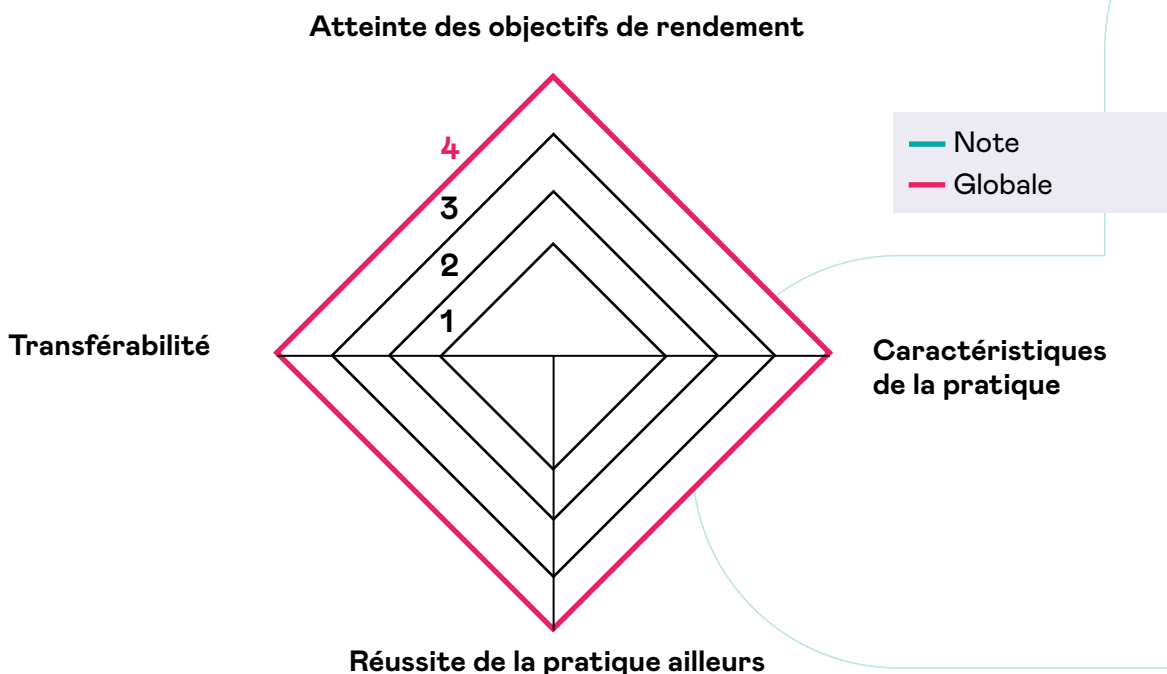 Atteinte des objectifs de rendement
Note
Globale
4
3
2
1
Transférabilité
Caractéristiques
de la pratique
Réussite de la pratique ailleurs